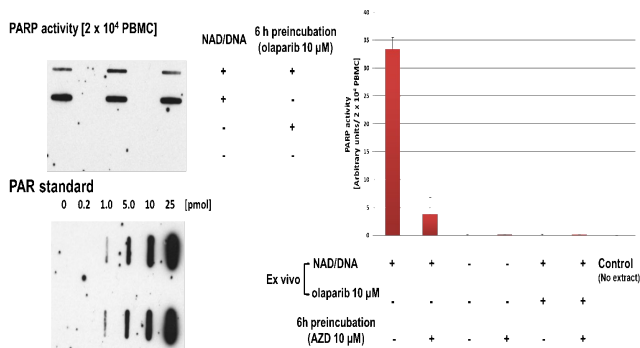 PARP activity [2 x 10⁴ PBMC]
NAD/DNA
6 h preincubation
(olaparib 10 µM)
+ +
+ -
- +
- -
PAR standard
0 0.2 1.0 5.0 10 25 [pmol]
PARP activity
[Arbitrary units/ 2 x 10⁴ PBMC]
40
35
30
25
20
15
10
5
0
Ex vivo
NAD/DNA + + - - + + Control
(No extract)
olaparib 10 µM - - - - + +
6h preincubation
(AZD 10 µM) - + - + - +